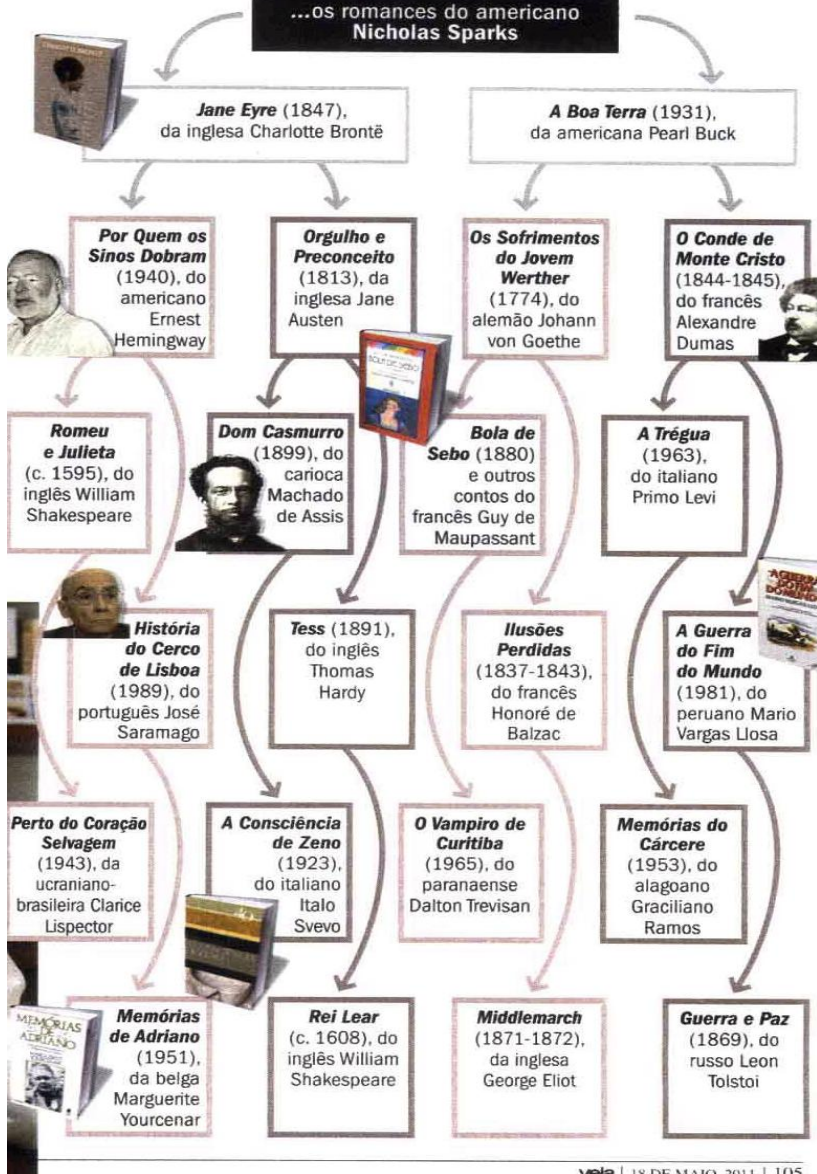 ...os romances do americano
Nicholas Sparks
Jane Eyre (1847),
da inglesa Charlotte Brontë
A Boa Terra (1931),
da americana Pearl Buck
Por Quem os
Sinos Dobram
(1940), do
americano
Ernest
Hemingway
Orgulho e
Preconceito
(1813), da
inglesa Jane
Austen
Os Sofrimentos
do Jovem
Werther
(1774), do
alemão Johann
von Goethe
O Conde de
Monte Cristo
(1844-1845),
do francês
Alexandre
Dumas
BOLA DE SEBO
Romeu
e Julieta
(c. 1595), do
inglês William
Shakespeare
Dom Casmurro
(1899), do
carioca
Machado
de Assis
Bola de
Sebo (1880)
e outros
contos do
francês Guy de
Maupassant
A Trégua
(1963),
do italiano
Primo Levi
História
do Cerco
de Lisboa
(1989), do
português José
Saramago
Tess (1891),
do inglês
Thomas
Hardy
Ilusões
Perdidas
(1837-1843),
do francês
Honoré de
Balzac
A Guerra
do Fim
do Mundo
(1981), do
peruano Mario
Vargas Llosa
A GUERRA
DO FIM
DO MUNDO
Perto do Coração
Selvagem
(1943), da
ucraniano-
brasileira Clarice
Lispector
A Consciência
de Zeno
(1923),
do italiano
Italo
Svevo
O Vampiro de
Curitiba
(1965), do
paranaense
Dalton Trevisan
Memórias do
Cárcere
(1953), do
alagoano
Graciliano
Ramos
MEMÓRIAS
DE
ADRIANO
Memórias
de Adriano
(1951),
da belga
Marguerite
Yourcenar
Rei Lear
(c. 1608), do
inglês William
Shakespeare
Middlemarch
(1871-1872),
da inglesa
George Eliot
Guerra e Paz
(1869), do
russo Leon
Tolstoi
veja | 18 DE MAIO, 2011 | 105